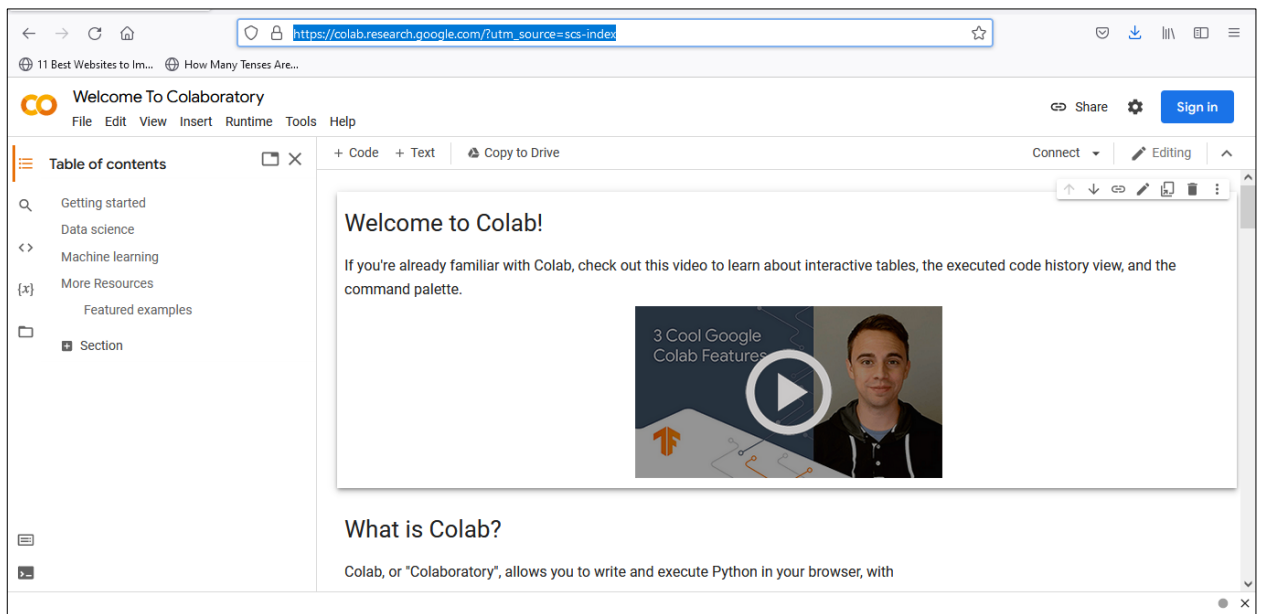 https://colab.research.google.com/?utm_source=scs-index
11 Best Websites to Im... How Many Tenses Are...
Welcome To Colaboratory
Share Sign in
File Edit View Insert Runtime Tools Help
Table of contents
+ Code + Text Copy to Drive
Connect Editing
Getting started
Data science
Machine learning
More Resources
Featured examples
Section
{x}
Welcome to Colab!
If you're already familiar with Colab, check out this video to learn about interactive tables, the executed code history view, and the
command palette.
3 Cool Google
Colab Features
What is Colab?
Colab, or "Colaboratory", allows you to write and execute Python in your browser, with